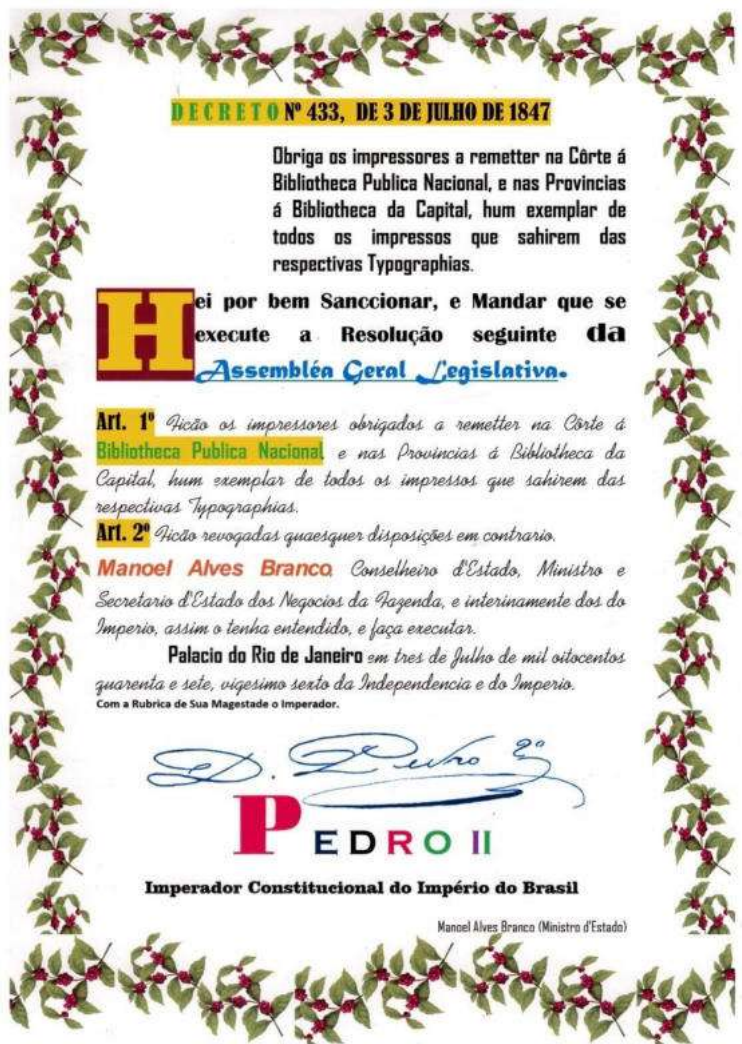 DECRETO Nº 433, DE 3 DE JULHO DE 1847
Obriga os impressores a remetter na Côrte á
Bibliotheca Publica Nacional, e nas Provincias
á Bibliotheca da Capital, hum exemplar de
todos os impressos que sahirem das
respectivas Typographias.
Hei por bem Sanccionar, e Mandar que se
execute a Resolução seguinte da
Assembléa Geral Legislativa.
Art. 1º Ficão os impressores obrigados a remetter na Côrte á
Bibliotheca Publica Nacional, e nas Provincias á Bibliotheca da
Capital, hum exemplar de todos os impressos que sahirem das
respectivas Typographias.
Art. 2º Ficão revogadas quaesquer disposições em contrario.
Manoel Alves Branco, Conselheiro d'Estado, Ministro e
Secretario d'Estado dos Negocios da Fazenda, e interinamente dos do
Imperio, assim o tenha entendido, e faça executar.
Palacio do Rio de Janeiro em tres de Julho de mil oitocentos
quarenta e sete, vigesimo sexto da Independencia e do Imperio.
Com a Rubrica de Sua Magestade o Imperador.
D. Pedro 2º
PEDRO II
Imperador Constitucional do Império do Brasil
Manoel Alves Branco (Ministro d'Estado)